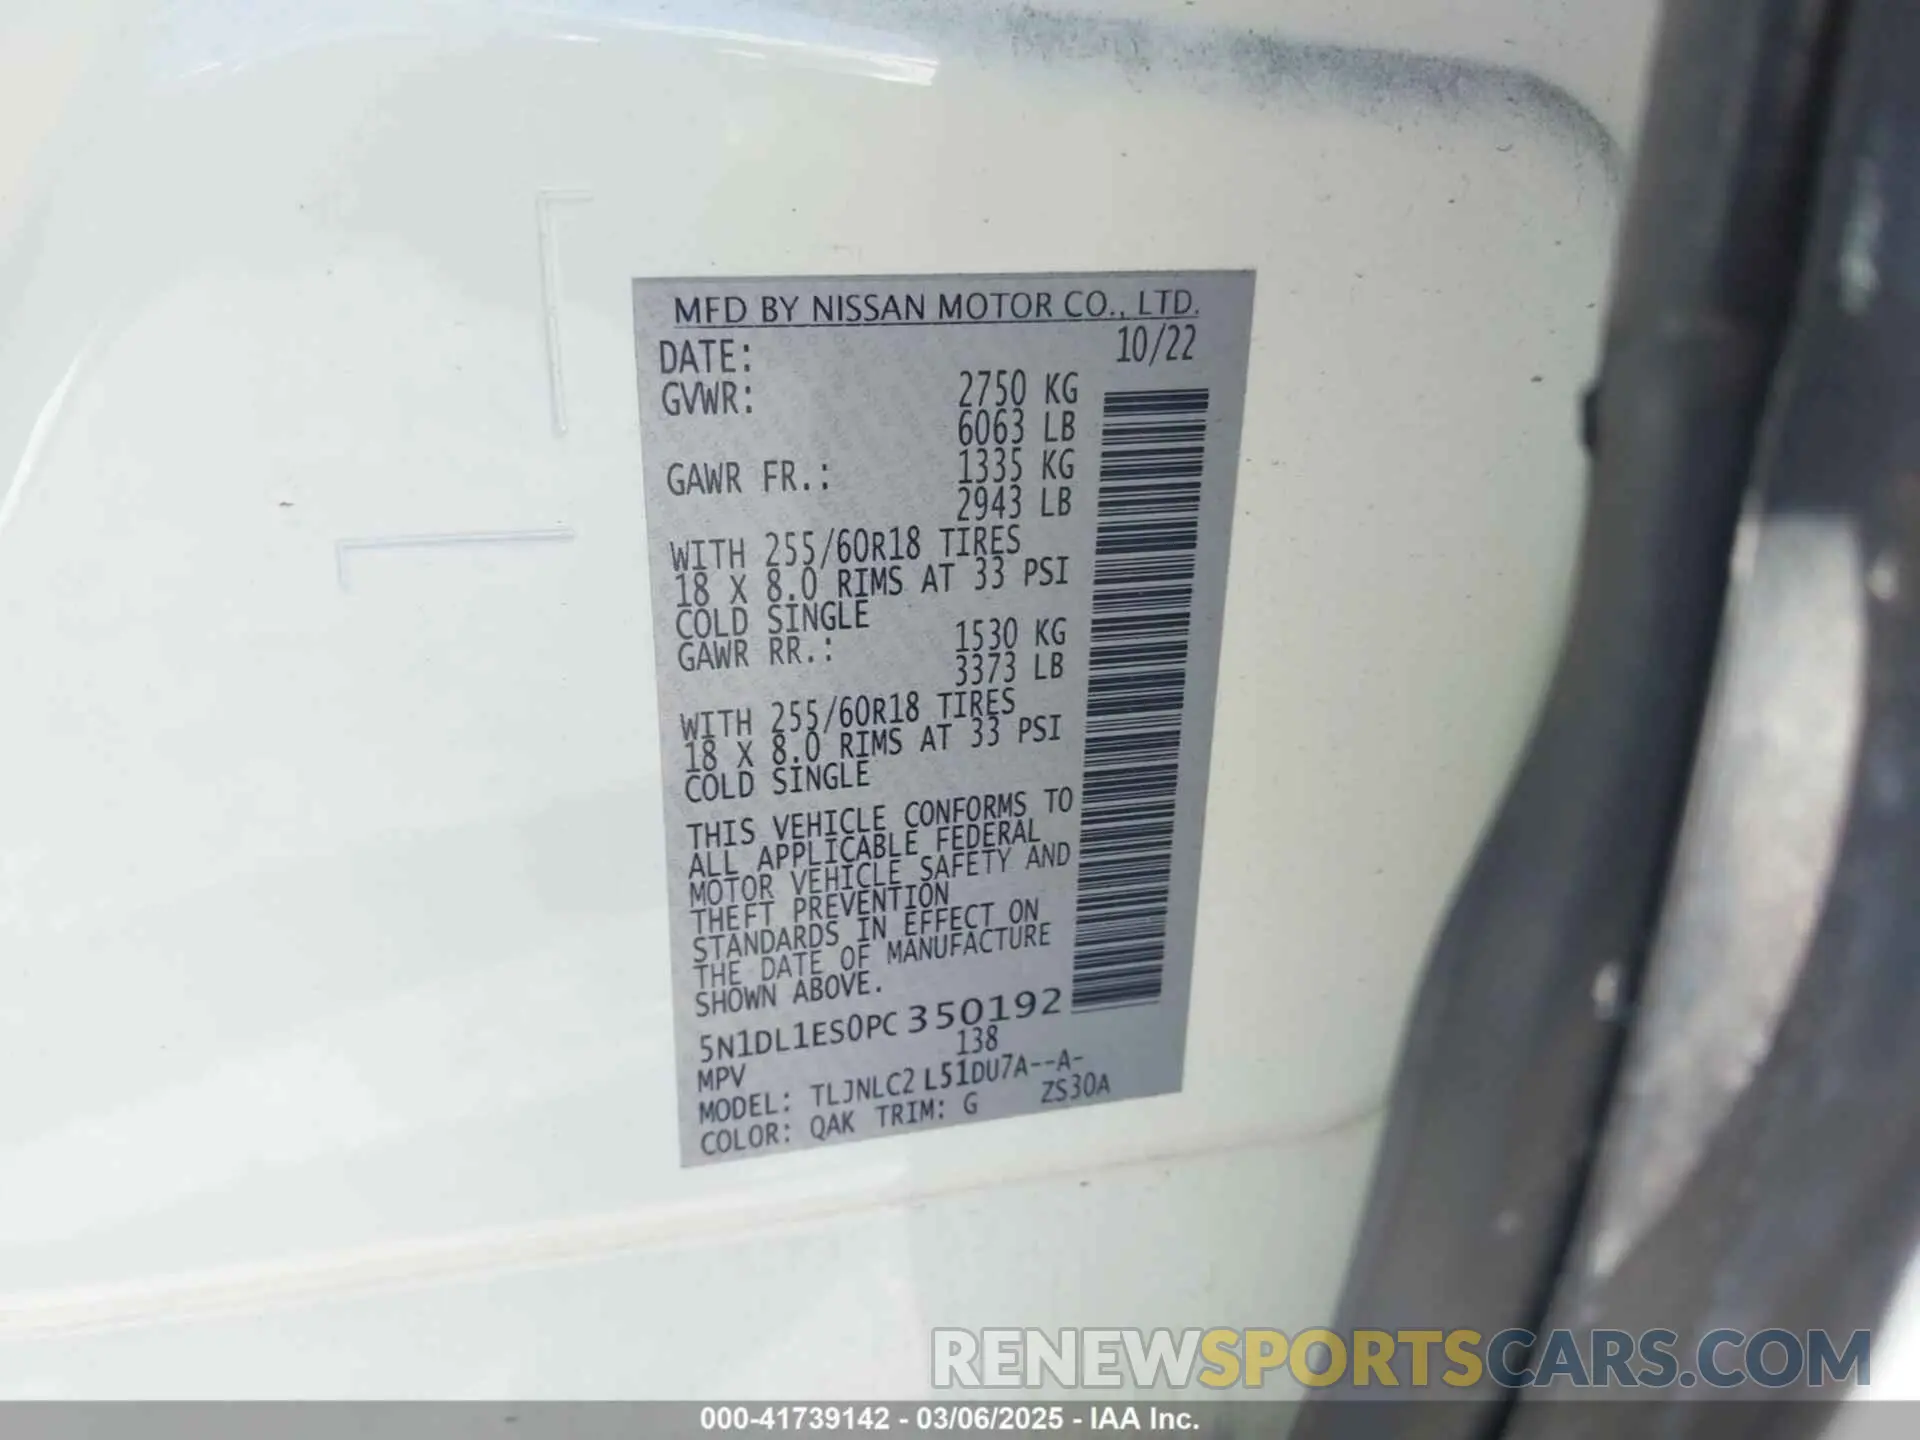 MFD BY NISSAN MOTOR CO., LTD.
DATE: 10/22
GVWR: 2750 KG
6063 LB
GAWR FR.: 1335 KG
2943 LB
WITH 255/60R18 TIRES
18 X 8.0 RIMS AT 33 PSI
COLD SINGLE
GAWR RR.: 1530 KG
3373 LB
WITH 255/60R18 TIRES
18 X 8.0 RIMS AT 33 PSI
COLD SINGLE
THIS VEHICLE CONFORMS TO
ALL APPLICABLE FEDERAL
MOTOR VEHICLE SAFETY AND
THEFT PREVENTION
STANDARDS IN EFFECT ON
THE DATE OF MANUFACTURE
SHOWN ABOVE.
5N1DL1ES0PC350192
MPV 138
MODEL: TLJNLC2 L51DU7A--A-
COLOR: QAK TRIM: G ZS30A
RENEWSPORTSCARS.COM
000-41739142 - 03/06/2025 - IAA Inc.